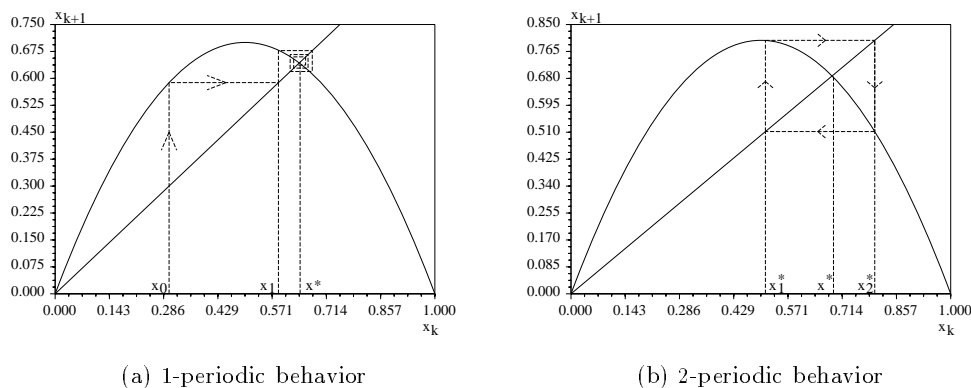 x_{k+1}
0.750
0.675
0.600
0.525
0.450
0.375
0.300
0.225
0.150
0.075
0.000
x_0
x_1
x*
0.000 0.143 0.286 0.429 0.571 0.714 0.857 1.000
x_k
(a) 1-periodic behavior
x_{k+1}
0.850
0.765
0.680
0.595
0.510
0.425
0.340
0.255
0.170
0.085
0.000
x_1^*
x^*
x_2^*
0.000 0.143 0.286 0.429 0.571 0.714 0.857 1.000
x_k
(b) 2-periodic behavior